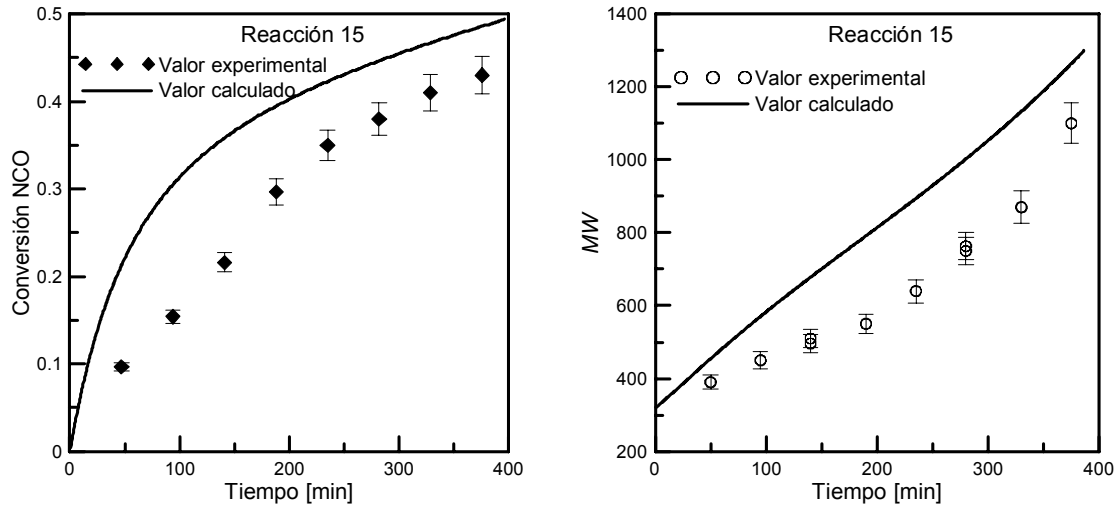 Reacción 15
Valor experimental
Valor calculado
Conversión NCO
0.5
0.4
0.3
0.2
0.1
0
0 100 200 300 400
Tiempo [min]
Reacción 15
Valor experimental
Valor calculado
MW
1400
1200
1000
800
600
400
200
0 100 200 300 400
Tiempo [min]